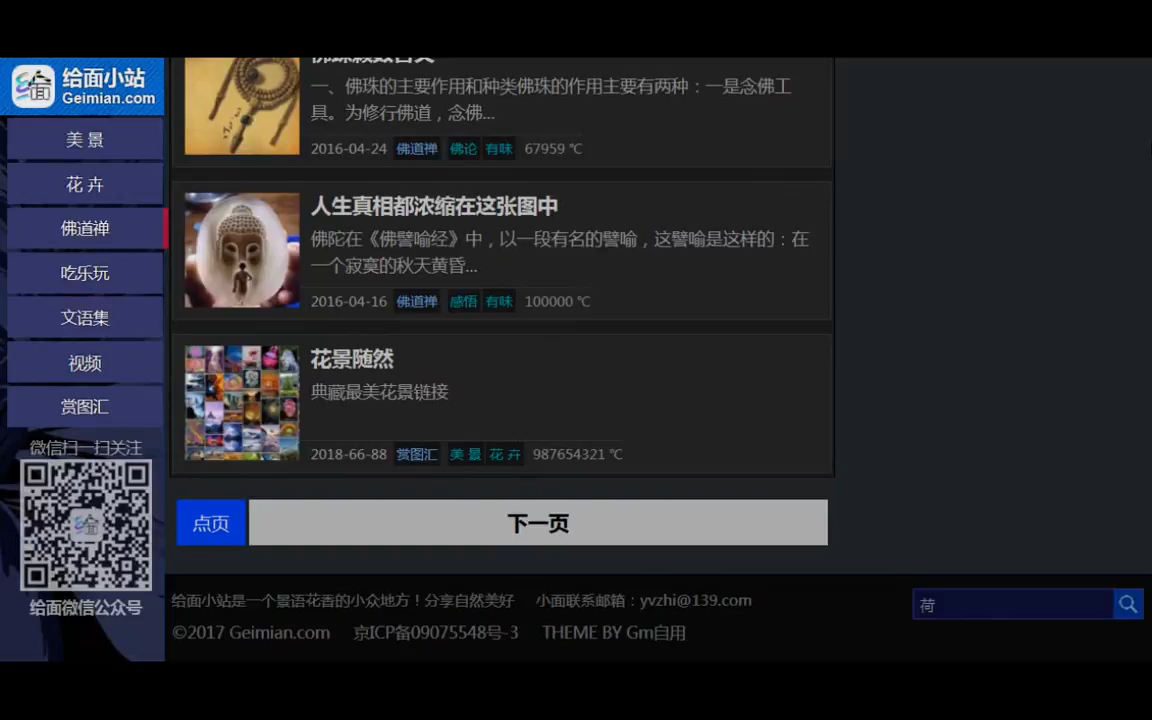 给面小站
Geimian.com
美 景
花 卉
佛道禅
吃乐玩
文语集
视频
赏图汇
微信扫一扫关注
给面微信公众号
一、佛珠的主要作用和种类佛珠的作用主要有两种：一是念佛工
具。为修行佛道，念佛...
2016-04-24 佛道禅 佛论 有味 67959 ℃
人生真相都浓缩在这张图中
佛陀在《佛譬喻经》中，以一段有名的譬喻，这譬喻是这样的：在
一个寂寞的秋天黄昏...
2016-04-16 佛道禅 感悟 有味 100000 ℃
花景随然
典藏最美花景链接
2018-66-88 赏图汇 美 景 花 卉 987654321 ℃
点页 下一页
给面小站是一个景语花香的小众地方！分享自然美好 小面联系邮箱：yvzhi@139.com
©2017 Geimian.com 京ICP备09075548号-3 THEME BY Gm自用
荷